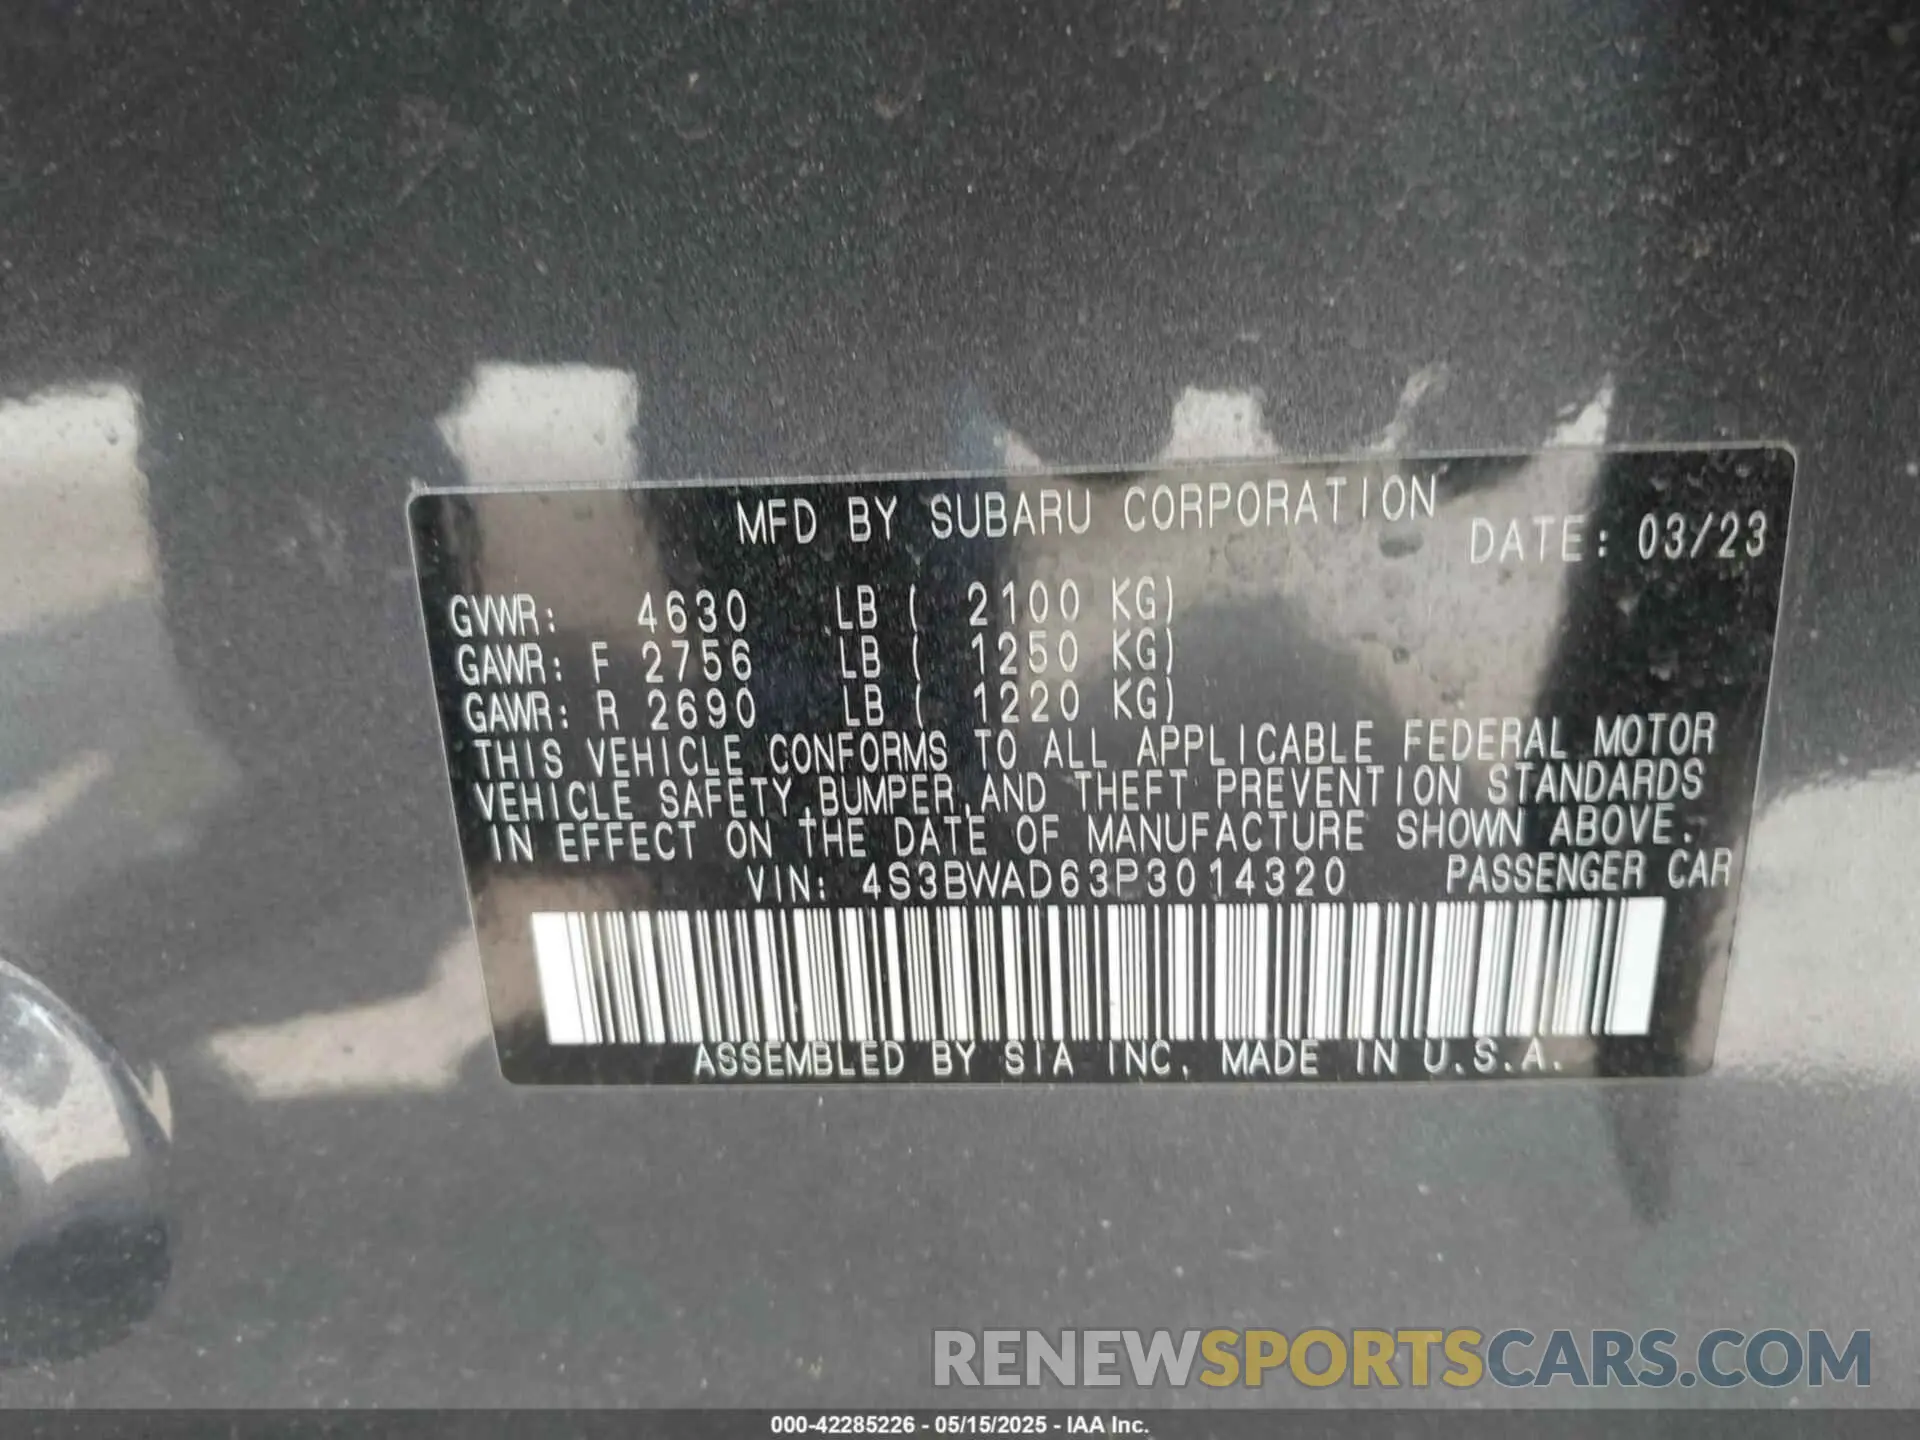 MFD BY SUBARU CORPORATION DATE: 03/23
GVWR: 4630 LB ( 2100 KG)
GAWR: F 2756 LB ( 1250 KG)
GAWR: R 2690 LB ( 1220 KG)
THIS VEHICLE CONFORMS TO ALL APPLICABLE FEDERAL MOTOR
VEHICLE SAFETY,BUMPER,AND THEFT PREVENTION STANDARDS
IN EFFECT ON THE DATE OF MANUFACTURE SHOWN ABOVE.
VIN: 4S3BWAD63P3014320 PASSENGER CAR
ASSEMBLED BY SIA INC. MADE IN U.S.A.
RENEWSPORTSCARS.COM
000-42285226 - 05/15/2025 - IAA Inc.